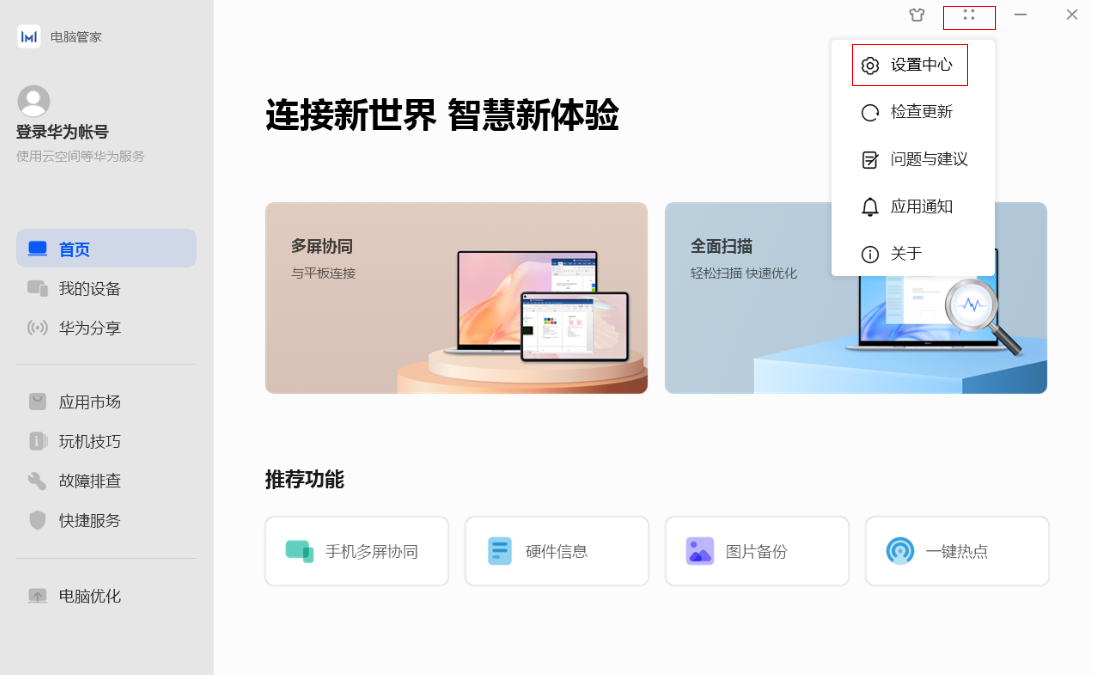 电脑管家
登录华为帐号
使用云空间等华为服务
首页
我的设备
华为分享
应用市场
玩机技巧
故障排查
快捷服务
电脑优化
设置中心
检查更新
问题与建议
应用通知
关于
连接新世界 智慧新体验
多屏协同
与平板连接
全面扫描
轻松扫描 快速优化
推荐功能
手机多屏协同
硬件信息
图片备份
一键热点